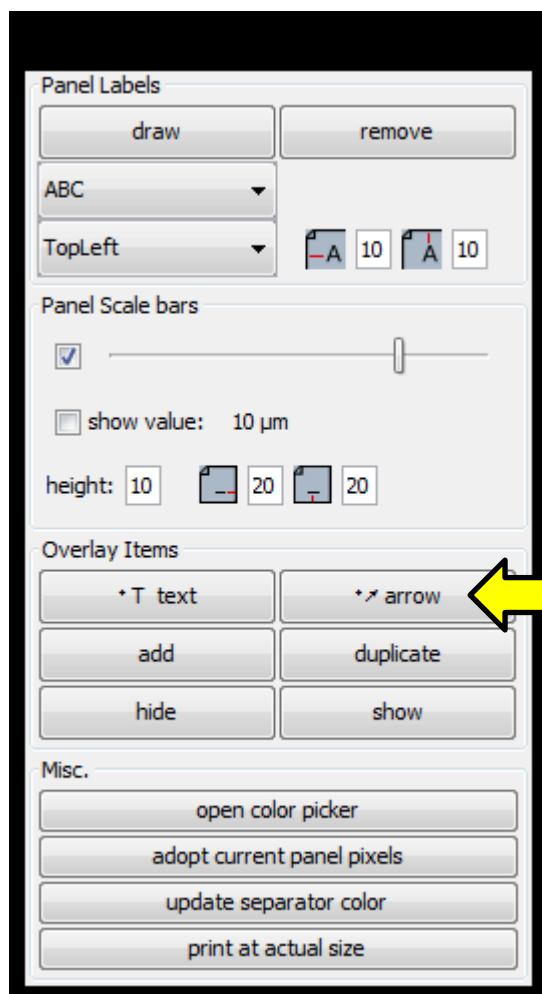 Panel Labels
draw remove
ABC
TopLeft A 10 A 10
Panel Scale bars
show value: 10 µm
height: 10 20 20
Overlay Items
T text arrow
add duplicate
hide show
Misc.
open color picker
adopt current panel pixels
update separator color
print at actual size